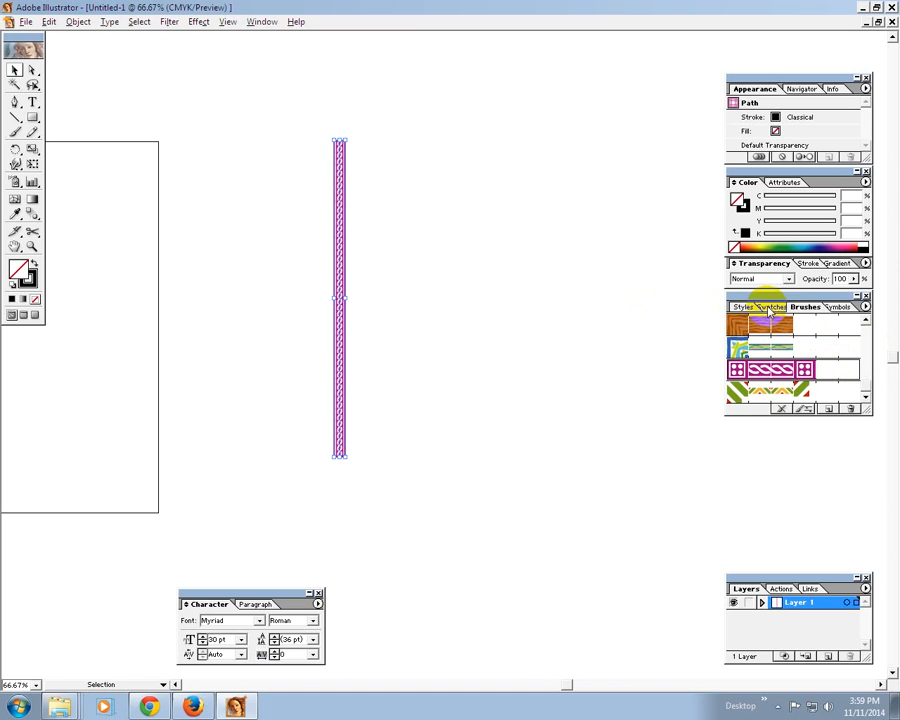 Adobe Illustrator - [Untitled-1 @ 66.67% (CMYK/Preview) ]
File Edit Object Type Select Filter Effect View Window Help
Appearance Navigator Info
Path
Stroke: Classical
Fill:
Default Transparency
Color Attributes
C %
M
Y
K %
Transparency Stroke Gradient
Normal Opacity: 100 %
Styles Swatches Brushes Symbols
Layers Actions Links
Layer 1
1 Layer
Character Paragraph
Font: Myriad Roman
30 pt (36 pt)
Auto 0
66.67% Selection
Desktop »
3:59 PM
11/11/2014